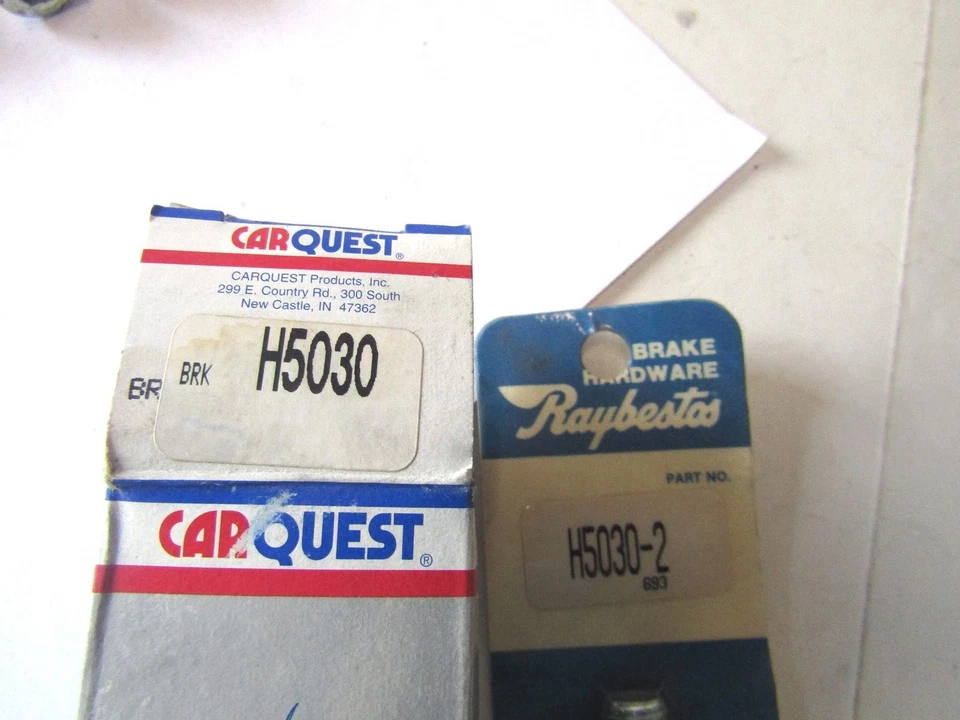 CARQUEST®
CARQUEST Products, Inc.
299 E. Country Rd., 300 South
New Castle, IN 47362
BR
BRK H5030
CARQUEST®
BRAKE
HARDWARE
Raybestos
PART NO.
H5030-2
693